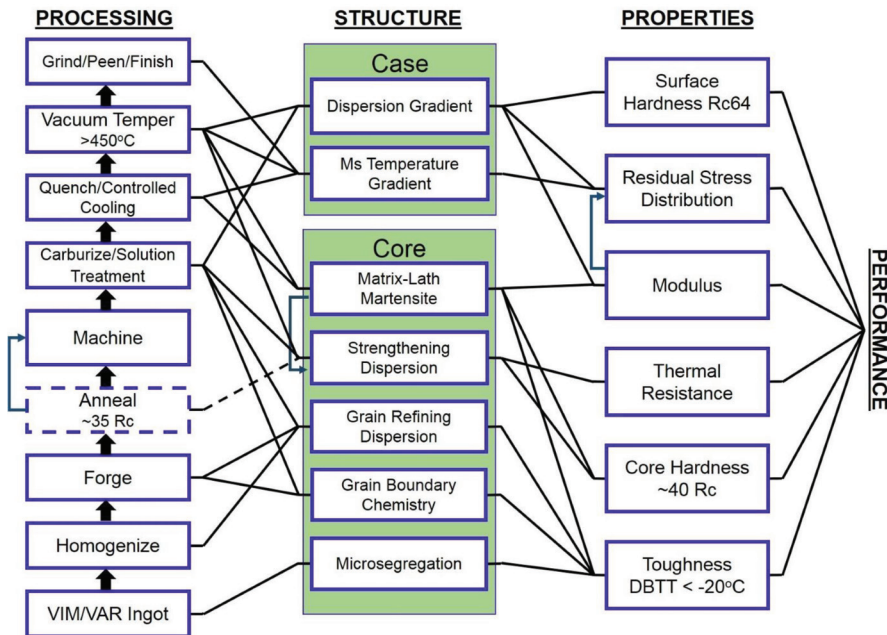 PROCESSING
Grind/Peen/Finish
Vacuum Temper
>450°C
Quench/Controlled
Cooling
Carburize/Solution
Treatment
Machine
Anneal
~35 Rc
Forge
Homogenize
VIM/VAR Ingot
STRUCTURE
Case
Dispersion Gradient
Ms Temperature
Gradient
Core
Matrix-Lath
Martensite
Strengthening
Dispersion
Grain Refining
Dispersion
Grain Boundary
Chemistry
Microsegregation
PROPERTIES
Surface
Hardness Rc64
Residual Stress
Distribution
Modulus
Thermal
Resistance
Core Hardness
~40 Rc
Toughness
DBTT < -20°C
PERFORMANCE